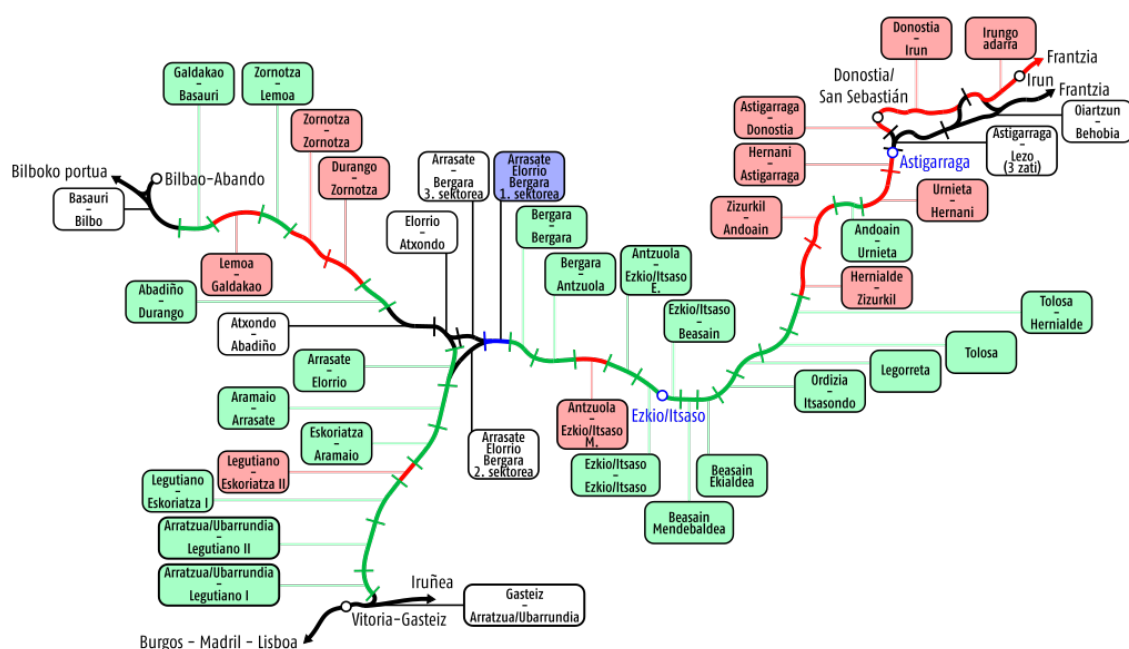 Donostia
–
Irun
Irungo
adarra
Frantzia
Irun
Frantzia
Donostia/
San Sebastián
Oiartzun
–
Behobia
Galdakao
–
Basauri
Zornotza
–
Lemoa
Zornotza
–
Zornotza
Durango
–
Zornotza
Arrasate
–
Bergara
3. sektorea
Arrasate
Elorrio
Bergara
1. sektorea
Astigarraga
–
Donostia
Hernani
–
Astigarraga
Astigarraga
Astigarraga
–
Lezo
(3 zati)
Bilboko portua
Bilbao-Abando
Basauri
–
Bilbo
Elorrio
–
Atxondo
Bergara
–
Bergara
Zizurkil
–
Andoain
Urnieta
–
Hernani
Andoain
–
Urnieta
Lemoa
–
Galdakao
Abadiño
–
Durango
Bergara
–
Antzuola
Antzuola
–
Ezkio/Itsaso
E.
Ezkio/Itsaso
–
Beasain
Hernialde
–
Zizurkil
Tolosa
–
Hernialde
Atxondo
–
Abadiño
Tolosa
Legorreta
Arrasate
–
Elorrio
Ordizia
–
Itsasondo
Aramaio
–
Arrasate
Eskoriatza
–
Aramaio
Antzuola
–
Ezkio/Itsaso
M.
Ezkio/Itsaso
Arrasate
Elorrio
Bergara
2. sektorea
Legutiano
–
Eskoriatza II
Legutiano
–
Eskoriatza I
Ezkio/Itsaso
–
Ezkio/Itsaso
Beasain
Ekialdea
Beasain
Mendebaldea
Arratzua/Ubarrundia
–
Legutiano II
Arratzua/Ubarrundia
–
Legutiano I
Iruñea
Vitoria-Gasteiz
Gasteiz
–
Arratzua/Ubarrundia
Burgos - Madril - Lisboa